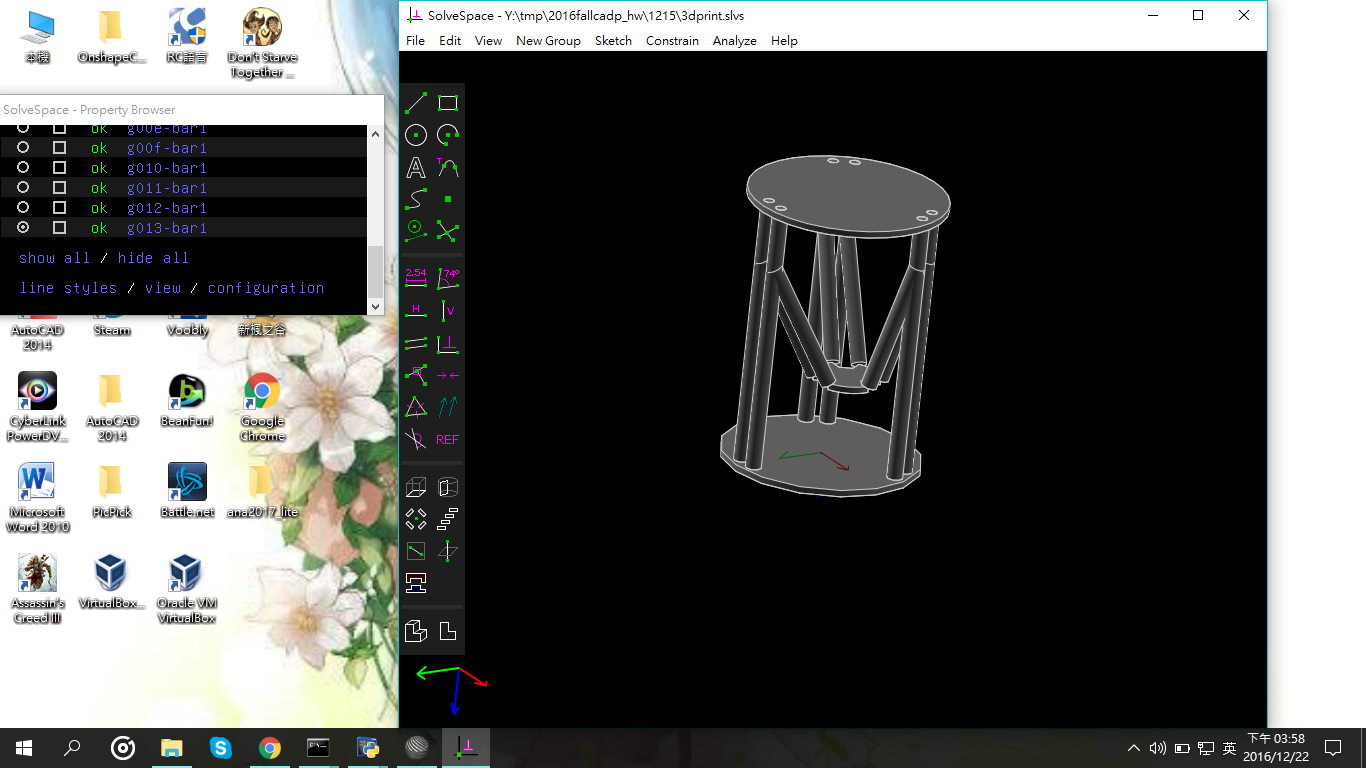 本機
OnshapeC...
RC語言
Don't Starve
Together ...
SolveSpace - Y:\tmp\2016fallcadp_hw\1215\3dprint.slvs
File Edit View New Group Sketch Constrain Analyze Help
SolveSpace - Property Browser
ok g00e-bar1
ok g00f-bar1
ok g010-bar1
ok g011-bar1
ok g012-bar1
ok g013-bar1
show all / hide all
line styles / view / configuration
AutoCAD
2014
Steam
Voobly
新楓之谷
CyberLink
PowerDV...
AutoCAD
2014
BeanFun!
Google
Chrome
Microsoft
Word 2010
PicPick
Battle.net
ana2017_lite
Assassin's
Creed III
VirtualBox...
Oracle VM
VirtualBox
A
T
2.54
74°
H
V
REF
英
下午 03:58
2016/12/22